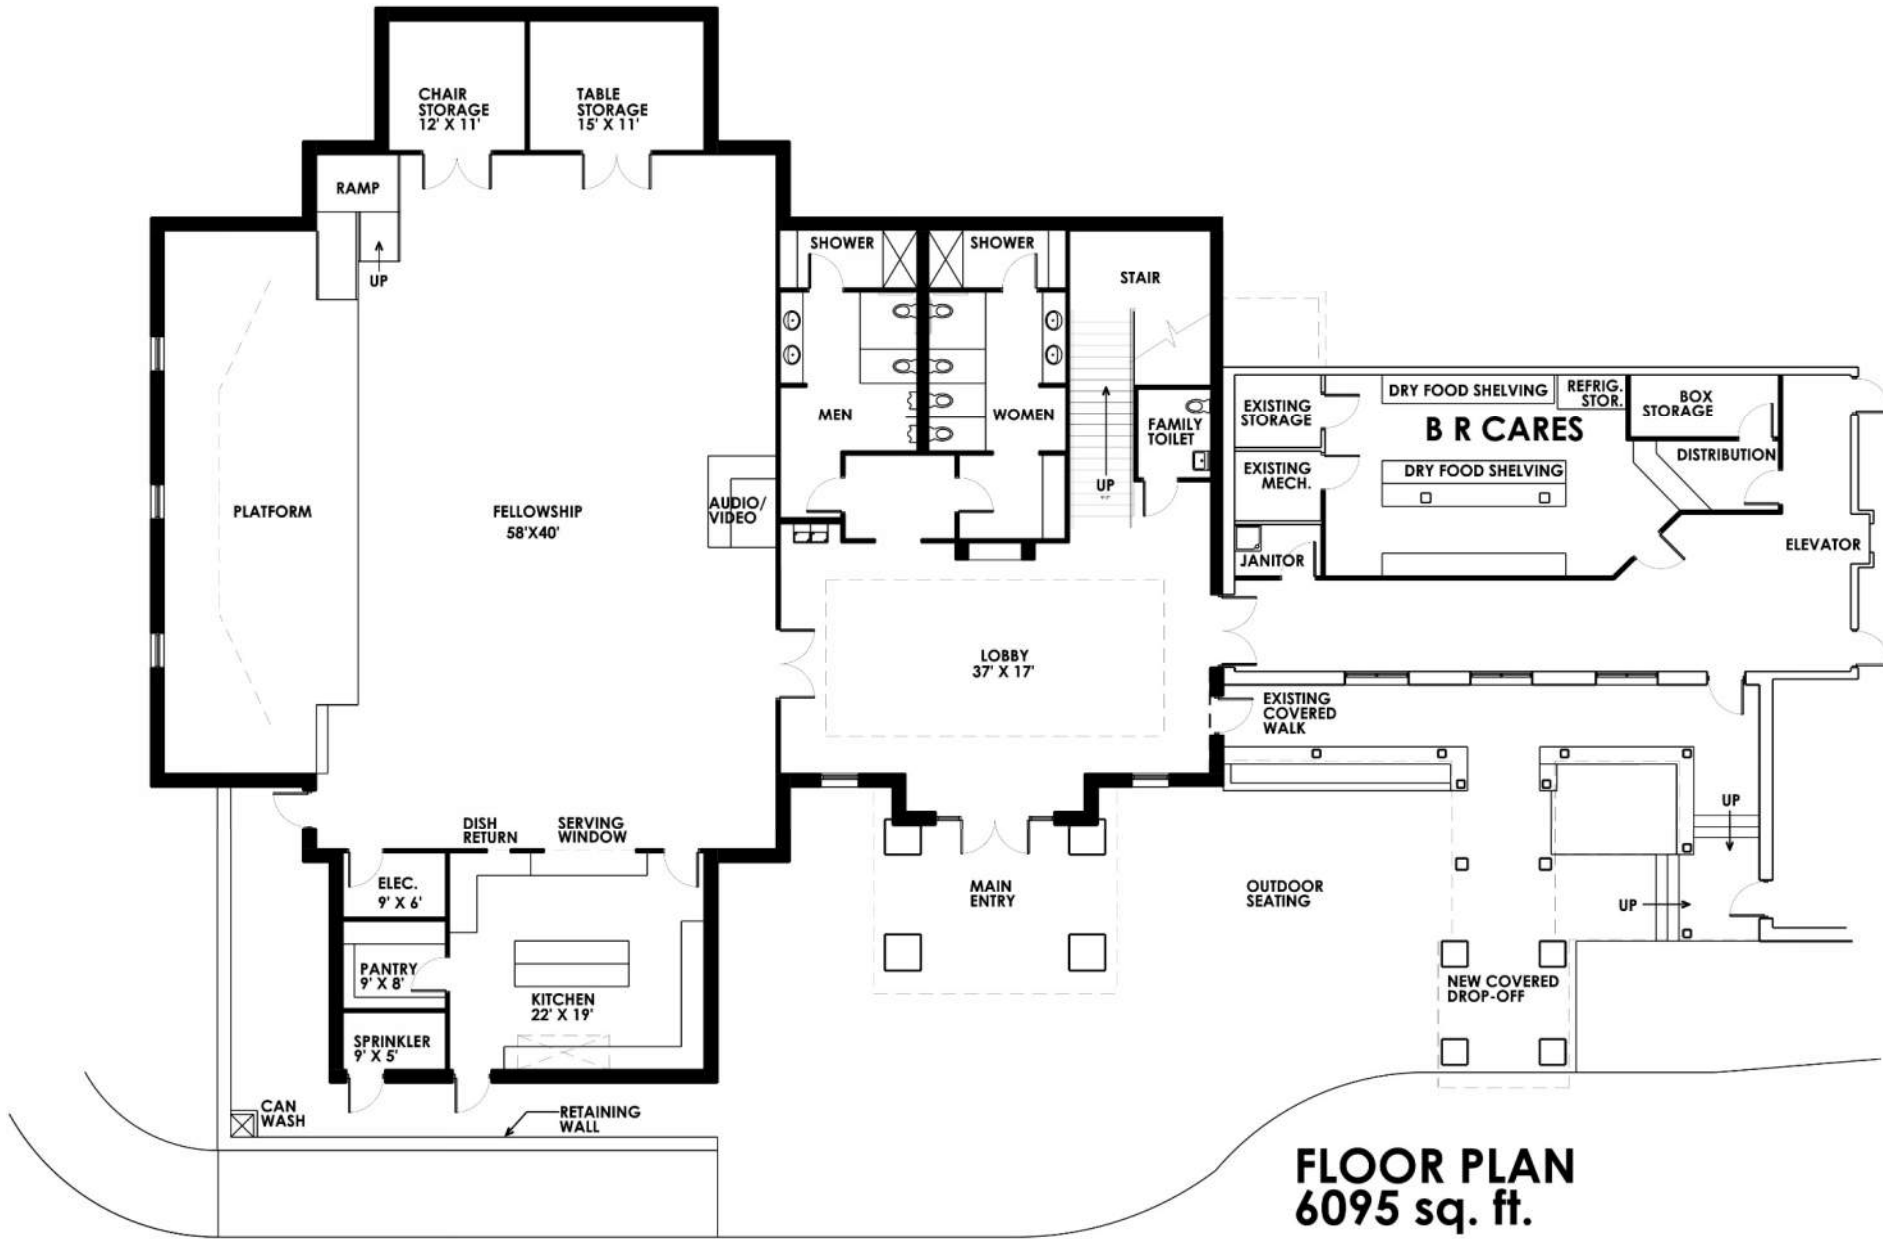 CHAIR
STORAGE
12' X 11'
TABLE
STORAGE
15' X 11'
RAMP
UP
SHOWER
SHOWER
STAIR
MEN
WOMEN
FAMILY
TOILET
UP
EXISTING
STORAGE
EXISTING
MECH.
JANITOR
DRY FOOD SHELVING
REFRIG.
STOR.
BOX
STORAGE
B R CARES
DISTRIBUTION
DRY FOOD SHELVING
ELEVATOR
PLATFORM
FELLOWSHIP
58'X40'
AUDIO/
VIDEO
LOBBY
37' X 17'
EXISTING
COVERED
WALK
DISH
RETURN
SERVING
WINDOW
ELEC.
9' X 6'
PANTRY
9' X 8'
KITCHEN
22' X 19'
SPRINKLER
9' X 5'
MAIN
ENTRY
OUTDOOR
SEATING
UP
UP
NEW COVERED
DROP-OFF
CAN
WASH
RETAINING
WALL
FLOOR PLAN
6095 sq. ft.